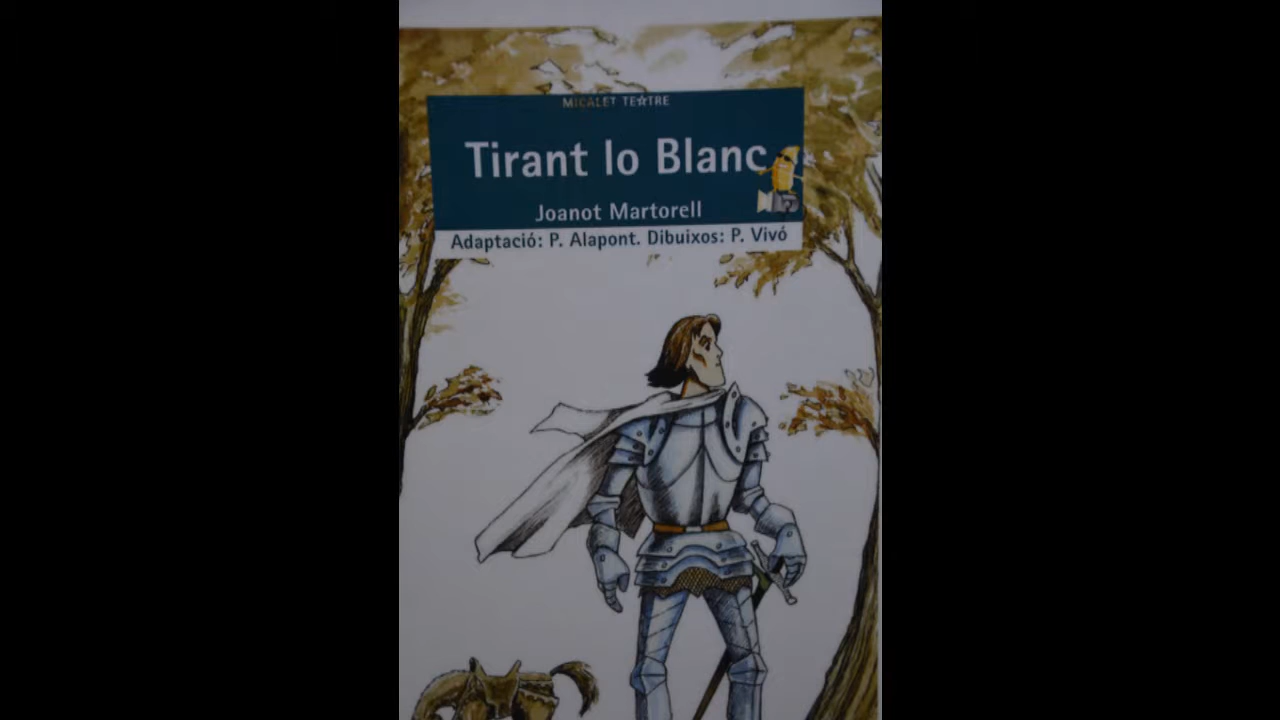 MICALET TEATRE
Tirant lo Blanc
Joanot Martorell
Adaptació: P. Alapont. Dibuixos: P. Vivó